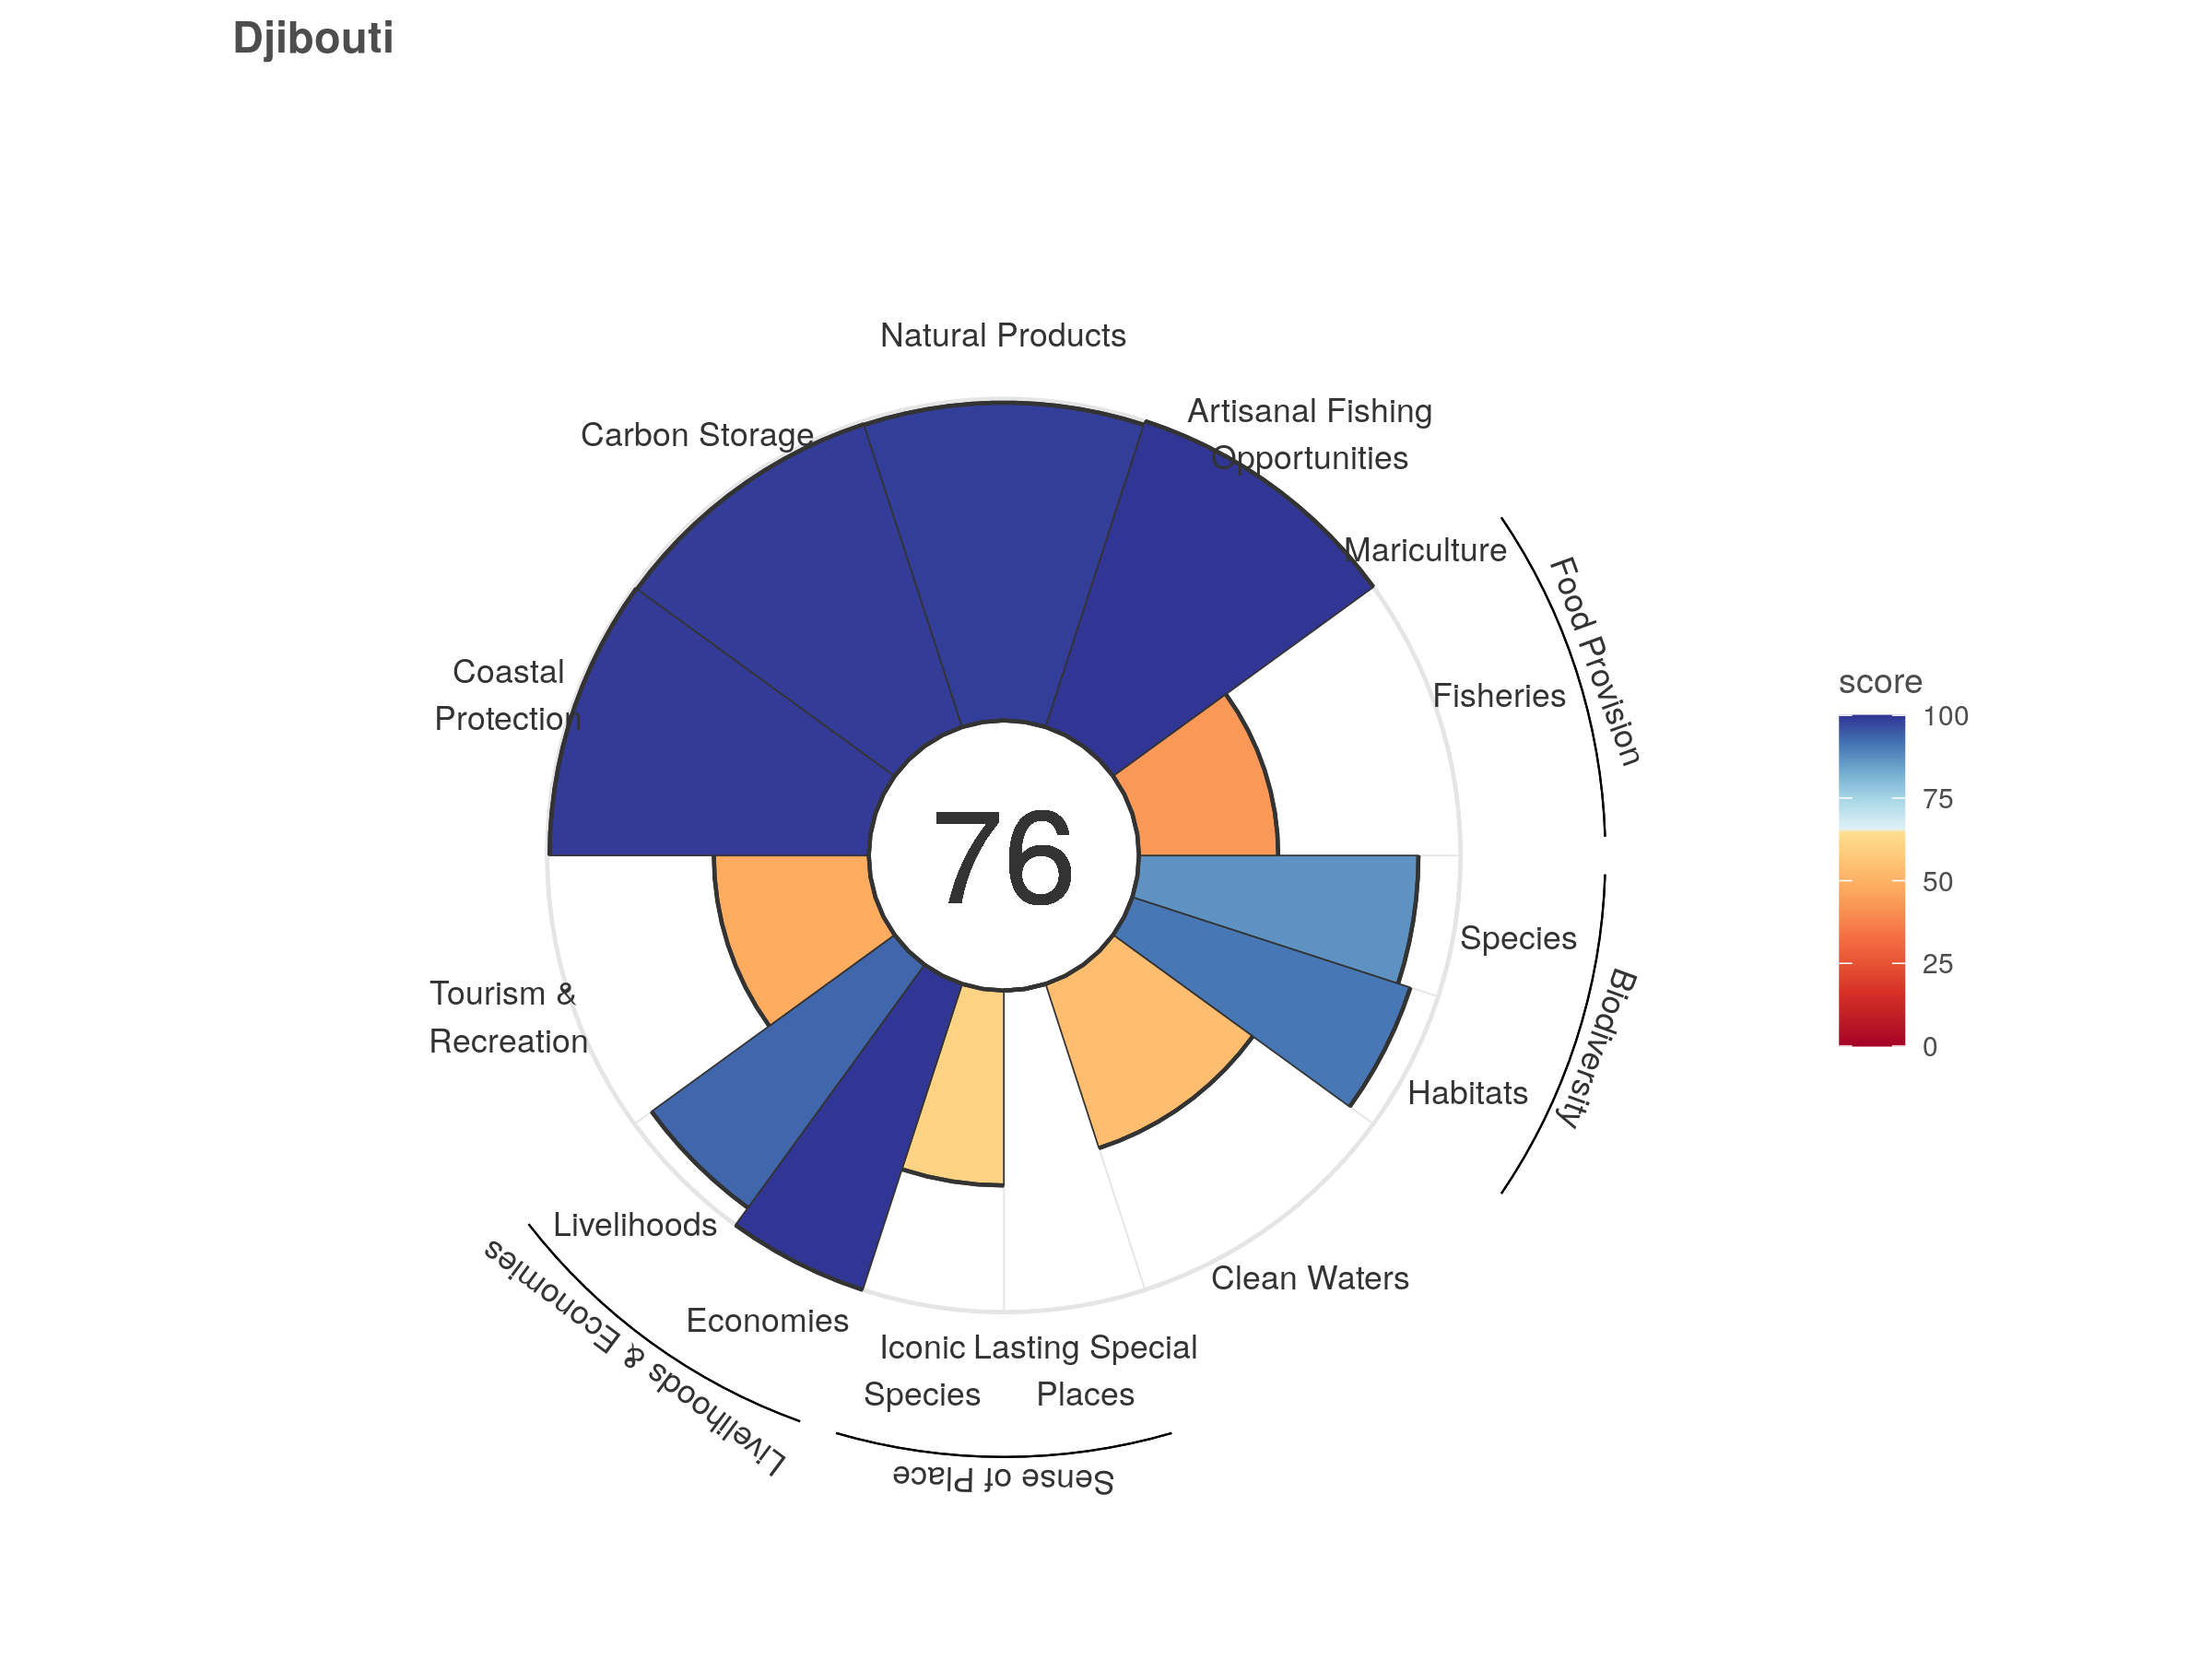 Djibouti
Natural Products
Artisanal Fishing
Opportunities
Carbon Storage
Mariculture
Food Provision
Fisheries
Coastal
Protection
score
100
75
50
25
0
76
Species
Biodiversity
Habitats
Tourism &
Recreation
Livelihoods
Livelihoods & Economies
Economies
Clean Waters
Iconic
Species
Lasting Special
Places
Sense of Place